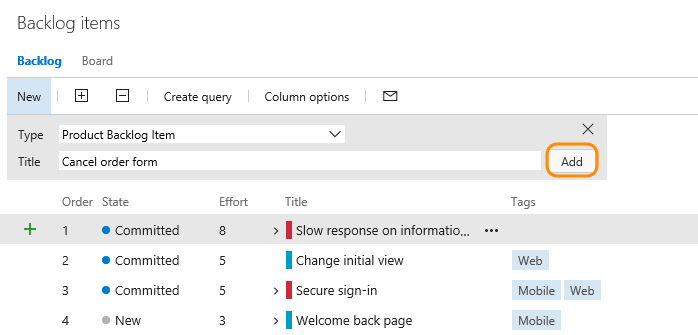 Backlog items
Backlog Board
New Create query Column options
Type Product Backlog Item
Title Cancel order form Add
Order State Effort Title Tags
1 Committed 8 Slow response on informatio...
2 Committed 5 Change initial view Web
3 Committed 5 Secure sign-in Mobile Web
4 New 3 Welcome back page Mobile